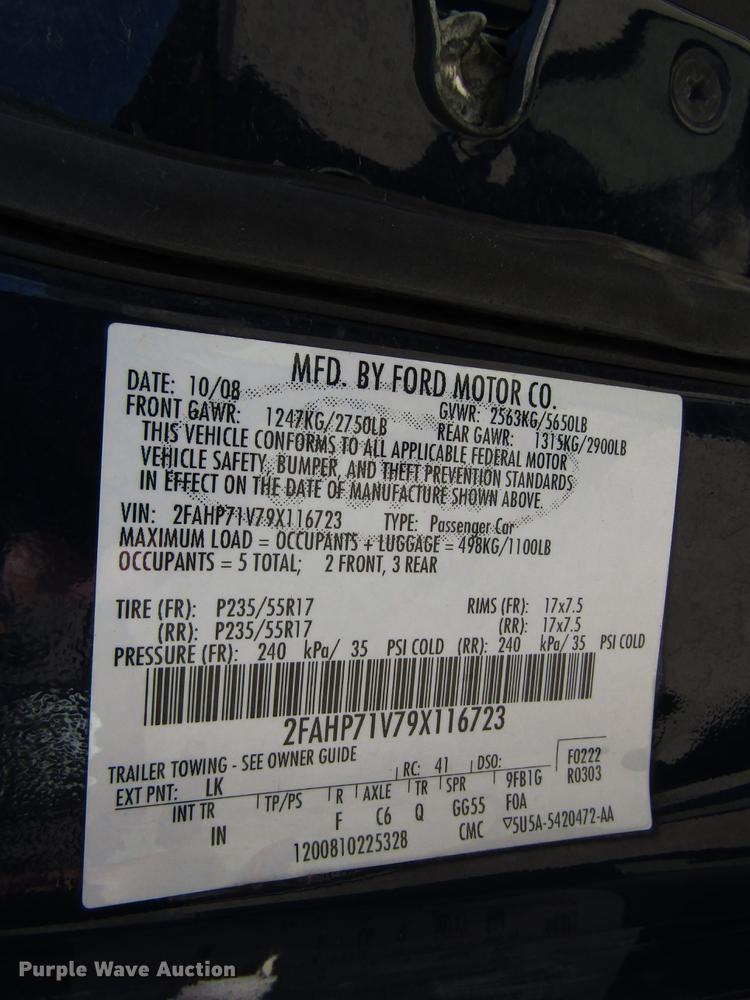 MFD. BY FORD MOTOR CO.
DATE: 10/08 GVWR: 2563KG/5650LB
FRONT GAWR: 1247KG/2750LB REAR GAWR: 1315KG/2900LB
THIS VEHICLE CONFORMS TO ALL APPLICABLE FEDERAL MOTOR
VEHICLE SAFETY, BUMPER, AND THEFT PREVENTION STANDARDS
IN EFFECT ON THE DATE OF MANUFACTURE SHOWN ABOVE.
VIN: 2FAHP71V79X116723 TYPE: Passenger Car
MAXIMUM LOAD = OCCUPANTS + LUGGAGE = 498KG/1100LB
OCCUPANTS = 5 TOTAL; 2 FRONT, 3 REAR
TIRE (FR): P235/55R17 RIMS (FR): 17x7.5
(RR): P235/55R17 (RR): 17x7.5
PRESSURE (FR): 240 kPa/ 35 PSI COLD (RR): 240 kPa/ 35 PSI COLD
2FAHP71V79X116723
TRAILER TOWING - SEE OWNER GUIDE
EXT PNT: LK RC: 41 DSO: F0222
R0303
INT TR TP/PS R AXLE TR SPR 9FB1G
IN F C6 Q GG55 F0A
1200810225328 CMC ▽5U5A-5420472-AA
Purple Wave Auction